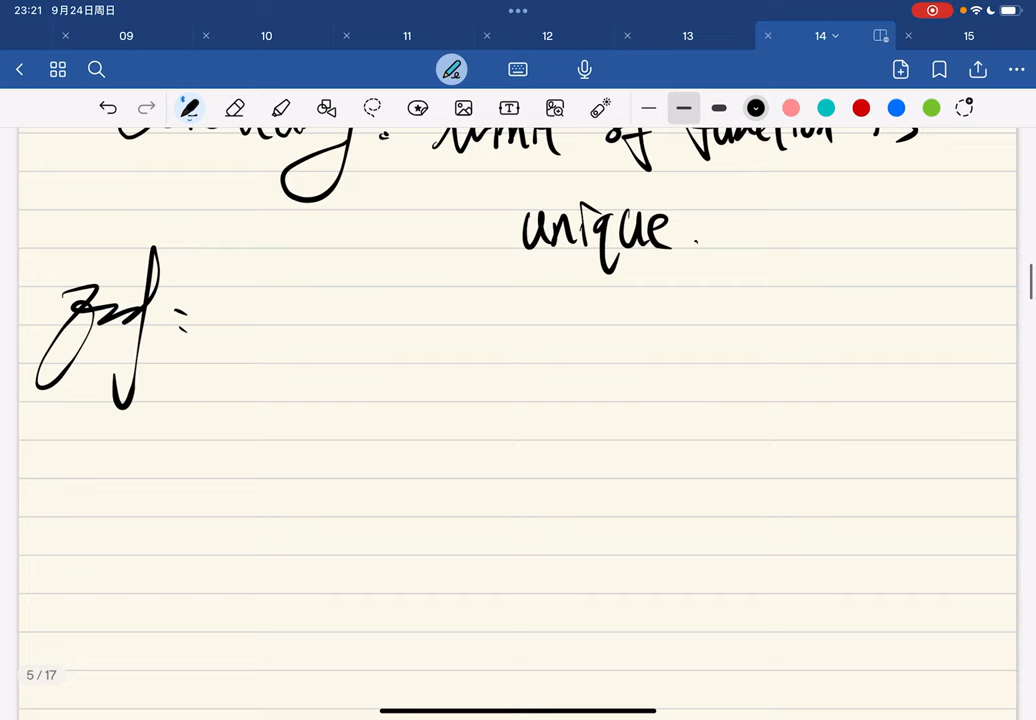 23:21 9月24日周日
09 10 11 12 13 14 15
T
limit of function is
unique.
5 / 17